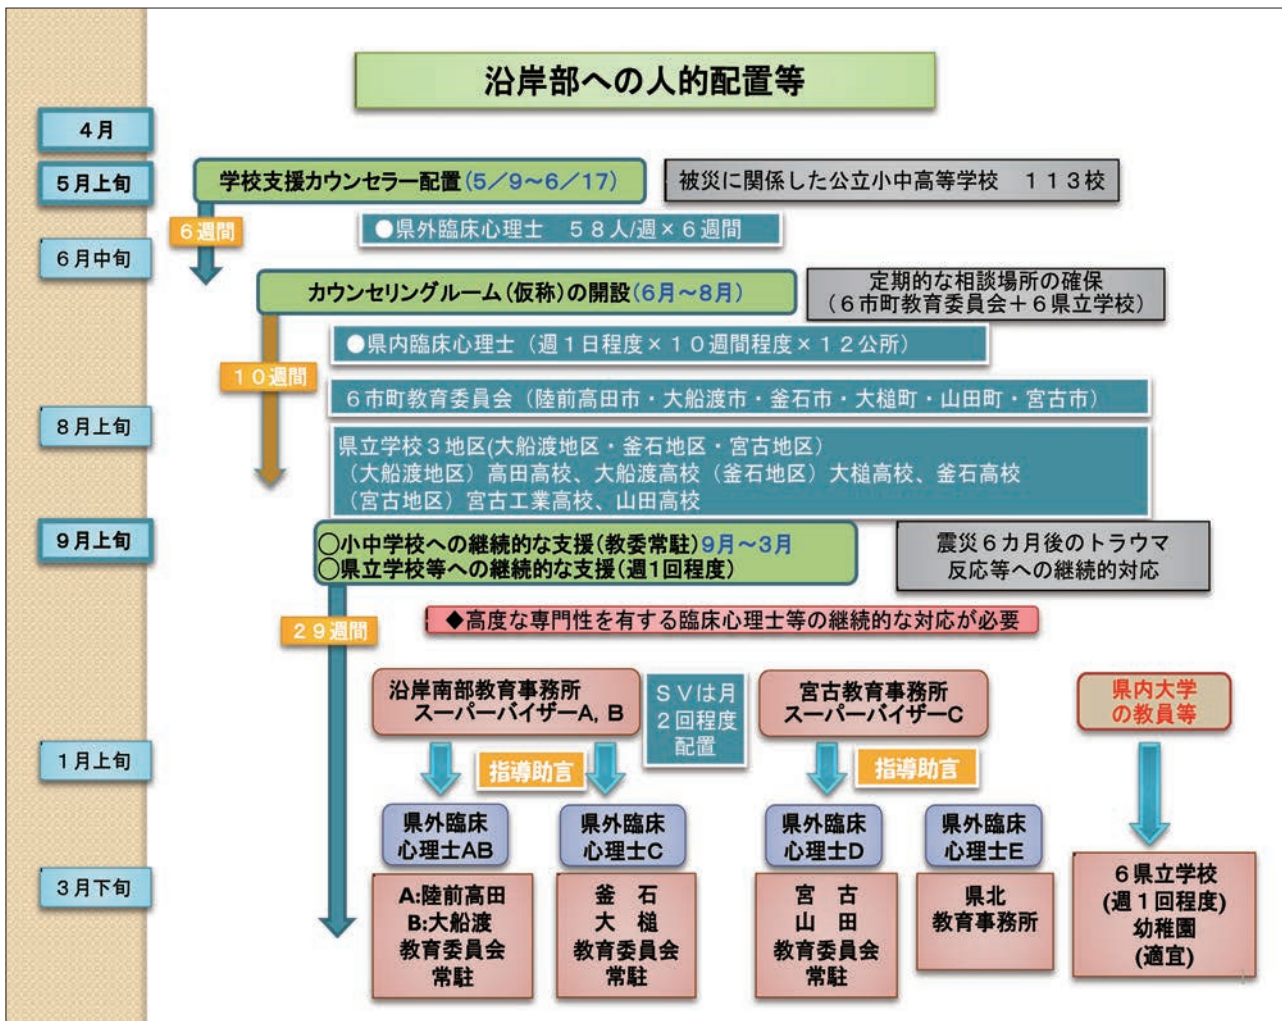 沿岸部への人的配置等
4月
5月上旬
学校支援カウンセラー配置(5/9~6/17)
被災に関係した公立小中高等学校 113校
6週間
●県外臨床心理士 58人/週×6週間
6月中旬
カウンセリングルーム(仮称)の開設(6月~8月)
定期的な相談場所の確保
(6市町教育委員会+6県立学校)
●県内臨床心理士(週1日程度×10週間程度×12公所)
10週間
6市町教育委員会(陸前高田市・大船渡市・釜石市・大槌町・山田町・宮古市)
8月上旬
県立学校3地区(大船渡地区・釜石地区・宮古地区)
(大船渡地区)高田高校、大船渡高校(釜石地区)大槌高校、釜石高校
(宮古地区)宮古工業高校、山田高校
9月上旬
○小中学校への継続的な支援(教委常駐)9月~3月
○県立学校等への継続的な支援(週1回程度)
震災6カ月後のトラウマ
反応等への継続的対応
29週間
◆高度な専門性を有する臨床心理士等の継続的な対応が必要
沿岸南部教育事務所
スーパーバイザーA,B
SVは月
2回程度
配置
宮古教育事務所
スーパーバイザーC
県内大学
の教員等
1月上旬
指導助言
指導助言
県外臨床
心理士AB
県外臨床
心理士C
県外臨床
心理士D
県外臨床
心理士E
3月下旬
A:陸前高田
B:大船渡
教育委員会
常駐
釜 石
大 槌
教育委員会
常駐
宮 古
山 田
教育委員会
常駐
県北
教育事務所
6県立学校
(週1回程度)
幼稚園
(適宜)